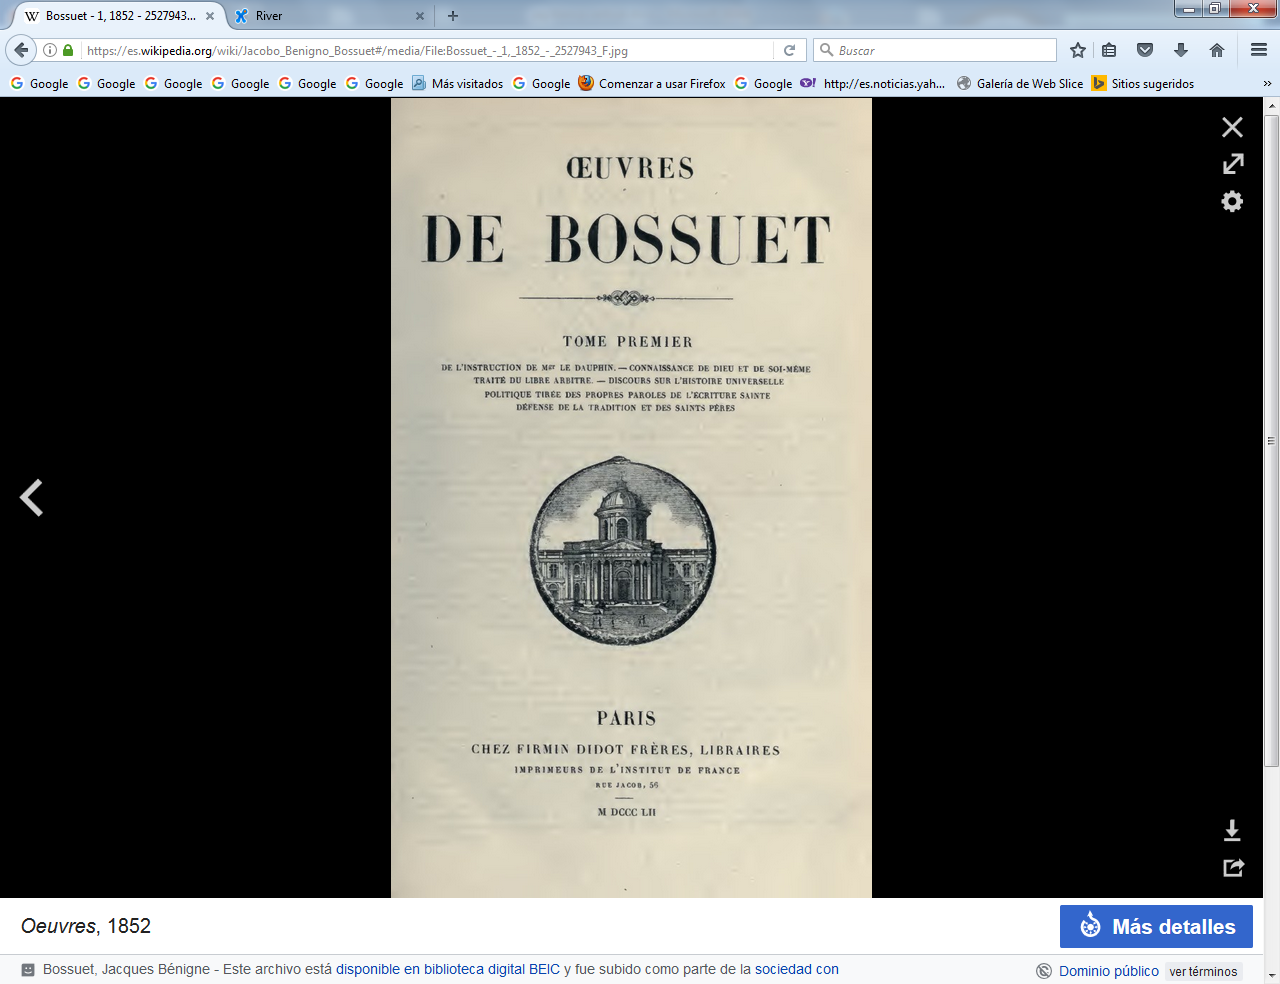 Bossuet - 1, 1852 - 2527943...
River
https://es.wikipedia.org/wiki/Jacobo_Benigno_Bossuet#/media/File:Bossuet_-_1,_1852_-_2527943_F.jpg
Buscar
Google Google Google Google Google Google Más visitados Google Comenzar a usar Firefox Google http://es.noticias.yah... Galería de Web Slice Sitios sugeridos
ŒUVRES
DE BOSSUET
TOME PREMIER
DE L'INSTRUCTION DE Mgr LE DAUPHIN. — CONNAISSANCE DE DIEU ET DE SOI-MÊME
TRAITÉ DU LIBRE ARBITRE. — DISCOURS SUR L'HISTOIRE UNIVERSELLE
POLITIQUE TIRÉE DES PROPRES PAROLES DE L'ÉCRITURE SAINTE
DÉFENSE DE LA TRADITION ET DES SAINTS PÈRES
PARIS
CHEZ FIRMIN DIDOT FRÈRES, LIBRAIRES
IMPRIMEURS DE L'INSTITUT DE FRANCE
RUE JACOB, 56
M DCCC LII
Oeuvres, 1852
Más detalles
Bossuet, Jacques Bénigne - Este archivo está disponible en biblioteca digital BEIC y fue subido como parte de la sociedad con
Dominio público ver términos